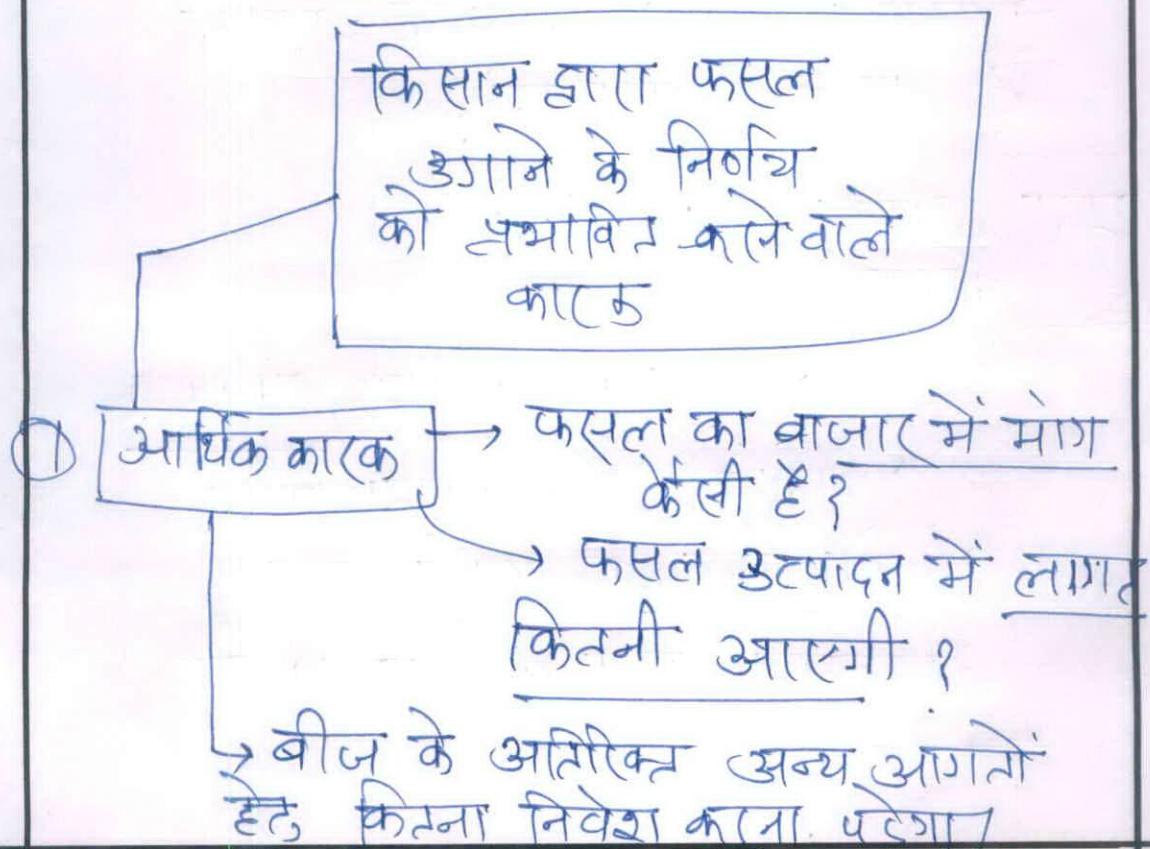 किसान द्वारा फसल
उगाने के निर्णय
को प्रभावित करने वाले
कारक
① आर्थिक कारक → फसल का बाजार में मांग
कैसी है?
→ फसल उत्पादन में लागत
कितनी आएगी ?
→ बीज के अतिरिक्त अन्य आगतों
हेतु कितना निवेश करना पडेगा।